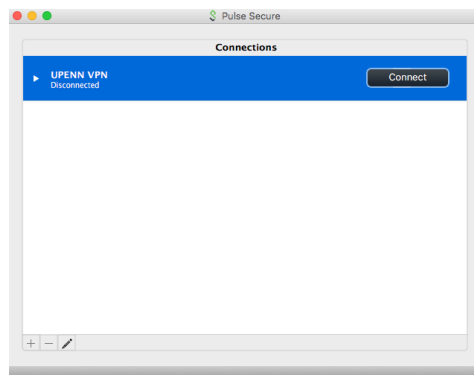 Pulse Secure
Connections
UPENN VPN
Connect
Disconnected